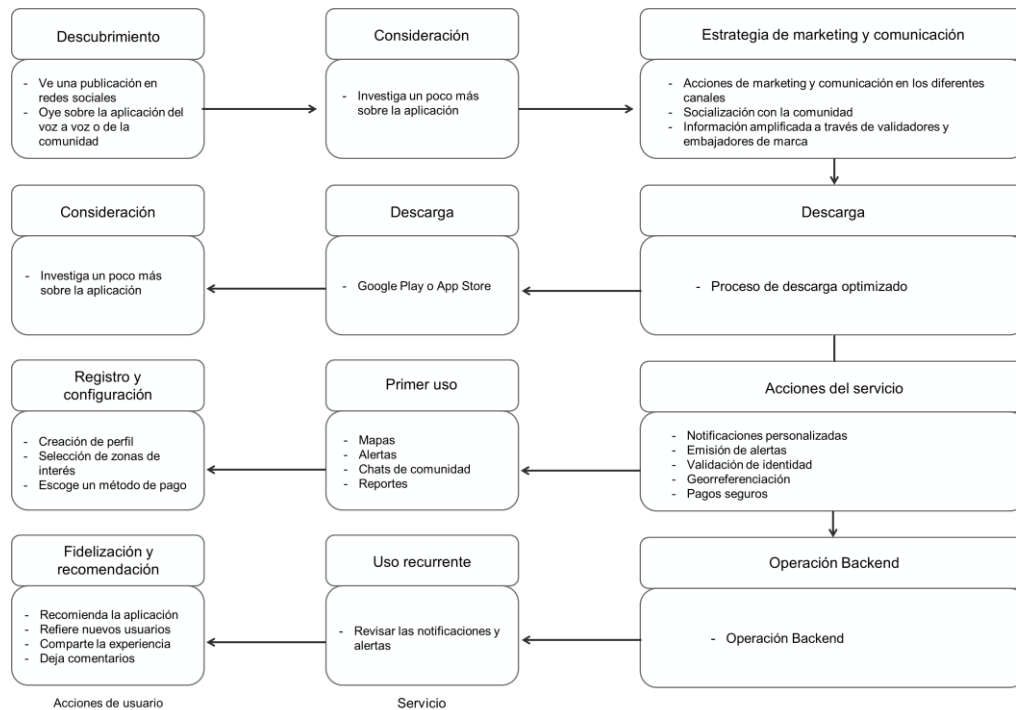 Descubrimiento
- Ve una publicación en
redes sociales
- Oye sobre la aplicación del
voz a voz o de la
comunidad
Consideración
- Investiga un poco más
sobre la aplicación
Estrategia de marketing y comunicación
- Acciones de marketing y comunicación en los diferentes
canales
- Socialización con la comunidad
- Información amplificada a través de validadores y
embajadores de marca
Consideración
- Investiga un poco más
sobre la aplicación
Descarga
- Google Play o App Store
Descarga
- Proceso de descarga optimizado
Registro y
configuración
- Creación de perfil
- Selección de zonas de
interés
- Escoge un método de pago
Primer uso
- Mapas
- Alertas
- Chats de comunidad
- Reportes
Acciones del servicio
- Notificaciones personalizadas
- Emisión de alertas
- Validación de identidad
- Georreferenciación
- Pagos seguros
Fidelización y
recomendación
- Recomienda la aplicación
- Refiere nuevos usuarios
- Comparte la experiencia
- Deja comentarios
Uso recurrente
- Revisar las notificaciones y
alertas
Operación Backend
- Operación Backend
Acciones de usuario
Servicio